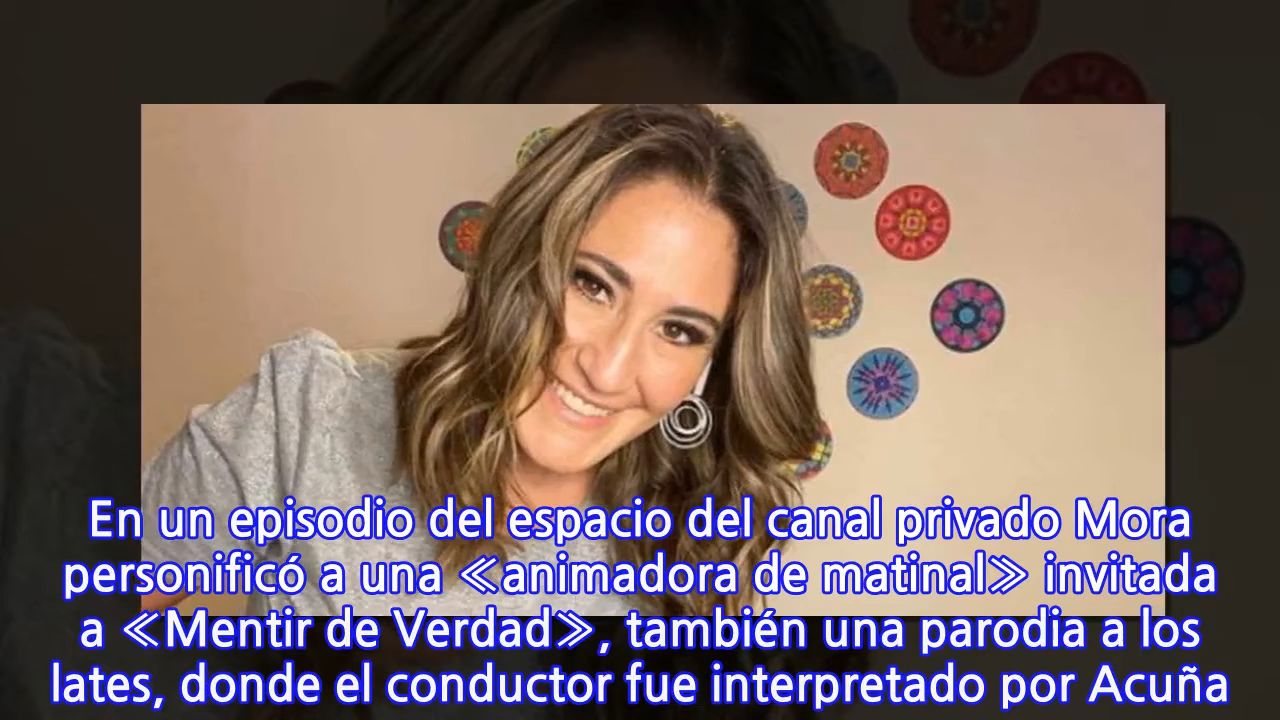 En un episodio del espacio del canal privado Mora
personificó a una ≪animadora de matinal≫ invitada
a ≪Mentir de Verdad≫, también una parodia a los
lates, donde el conductor fue interpretado por Acuña